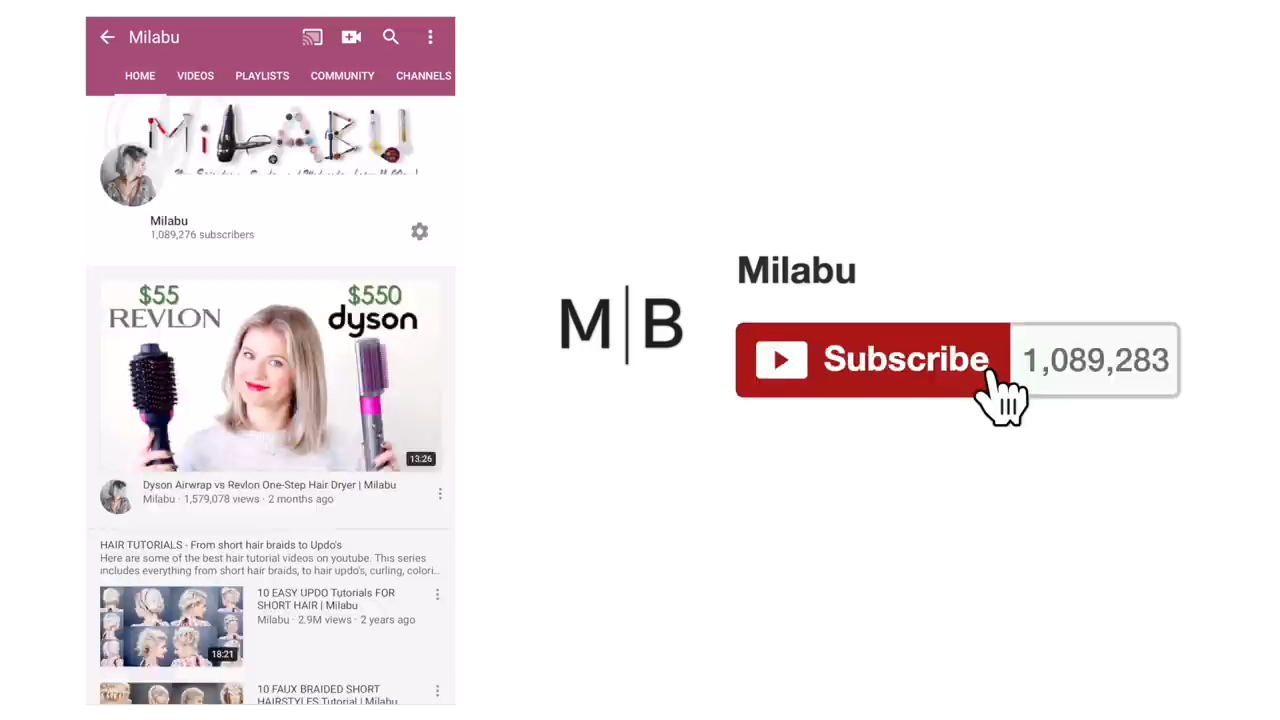 Milabu
HOME VIDEOS PLAYLISTS COMMUNITY CHANNELS
MiLABU
Milabu
1,089,276 subscribers
$55 $550
REVLON dyson
13:26
Dyson Airwrap vs Revlon One-Step Hair Dryer | Milabu
Milabu · 1,579,078 views · 2 months ago
HAIR TUTORIALS - From short hair braids to Updo's
Here are some of the best hair tutorial videos on youtube. This series
includes everything from short hair braids, to hair updo's, curling, colori...
10 EASY UPDO Tutorials FOR
SHORT HAIR | Milabu
Milabu · 2.9M views · 2 years ago
18:21
10 FAUX BRAIDED SHORT
HAIRSTYLES Tutorial | Milabu
M|B
Milabu
Subscribe 1,089,283